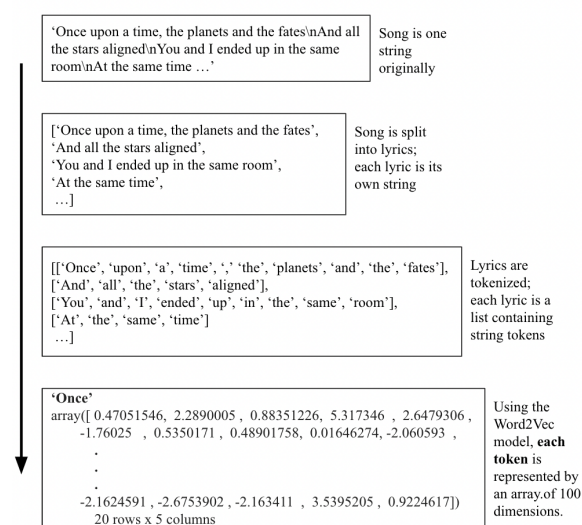 ‘Once upon a time, the planets and the fates\nAnd all
the stars aligned\nYou and I ended up in the same
room\nAt the same time …’
Song is one
string
originally
[‘Once upon a time, the planets and the fates’,
‘And all the stars aligned’,
‘You and I ended up in the same room’,
‘At the same time’,
…]
Song is split
into lyrics;
each lyric is its
own string
[[‘Once’, ‘upon’, ‘a’, ‘time’, ‘,’ ‘the’, ‘planets’, ‘and’, ‘the’, ‘fates’],
[‘And’, ‘all’, ‘the’, ‘stars’, ‘aligned’],
[‘You’, ‘and’, ‘I’, ‘ended’, ‘up’, ‘in’, ‘the’, ‘same’, ‘room’],
[‘At’, ‘the’, ‘same’, ‘time’]
…]
Lyrics are
tokenized;
each lyric is a
list containing
string tokens
‘Once’
array([ 0.47051546, 2.2890005 , 0.88351226, 5.317346 , 2.6479306 ,
-1.76025 , 0.5350171 , 0.48901758, 0.01646274, -2.060593 ,
.
.
.
-2.1624591 , -2.6753902 , -2.163411 , 3.5395205 , 0.9224617])
20 rows x 5 columns
Using the
Word2Vec
model, each
token is
represented by
an array.of 100
dimensions.